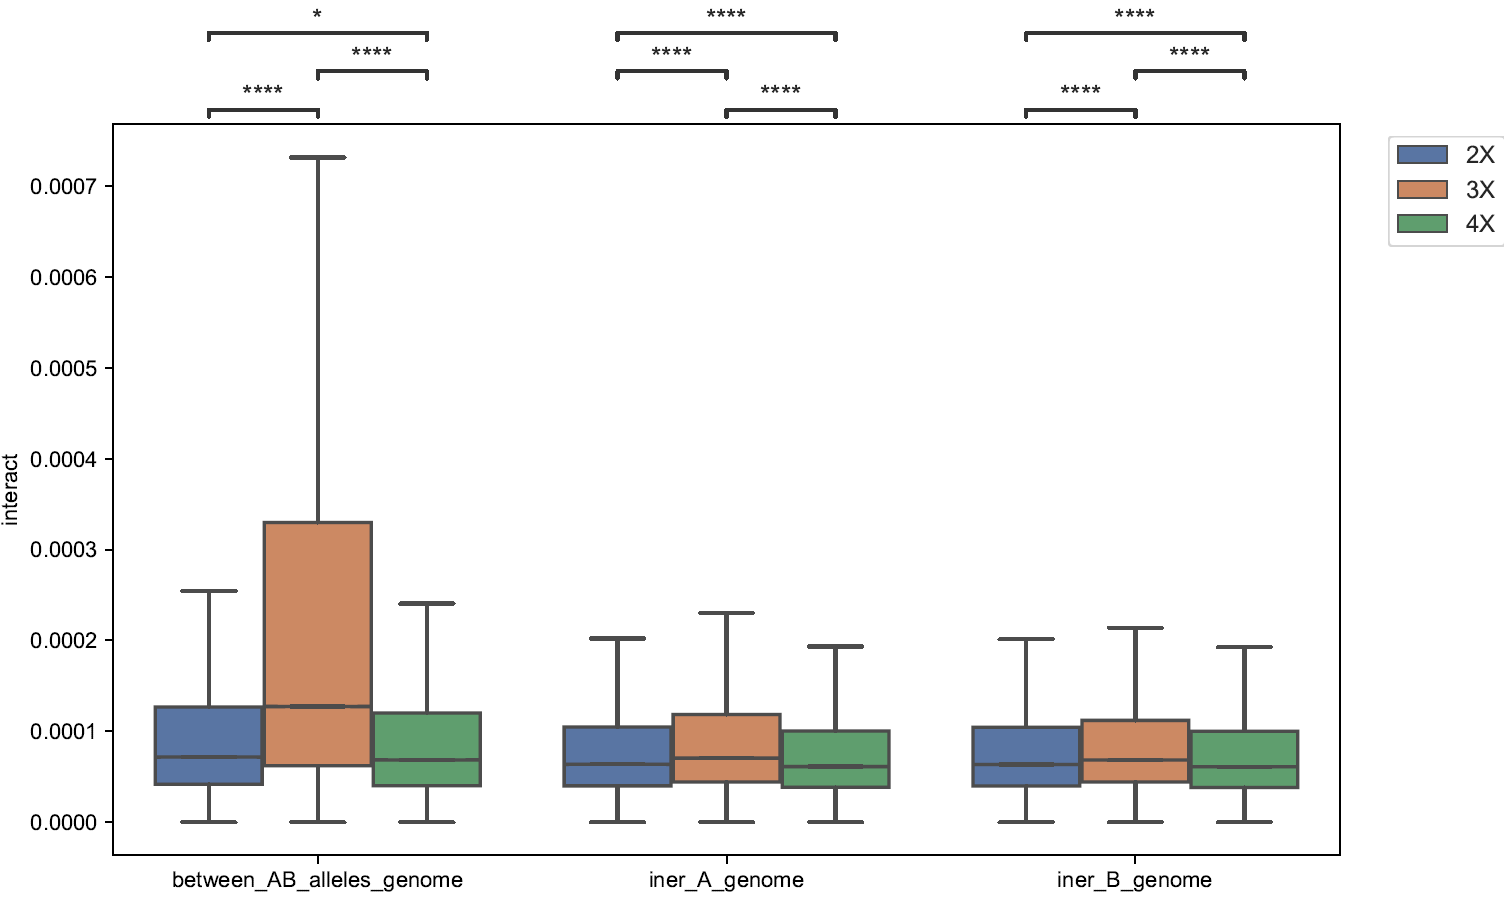 * **** ****
**** **** ****
**** **** ****
2X
3X
4X
0.0007
0.0006
0.0005
0.0004
0.0003
0.0002
0.0001
0.0000
interact
between_AB_alleles_genome iner_A_genome iner_B_genome